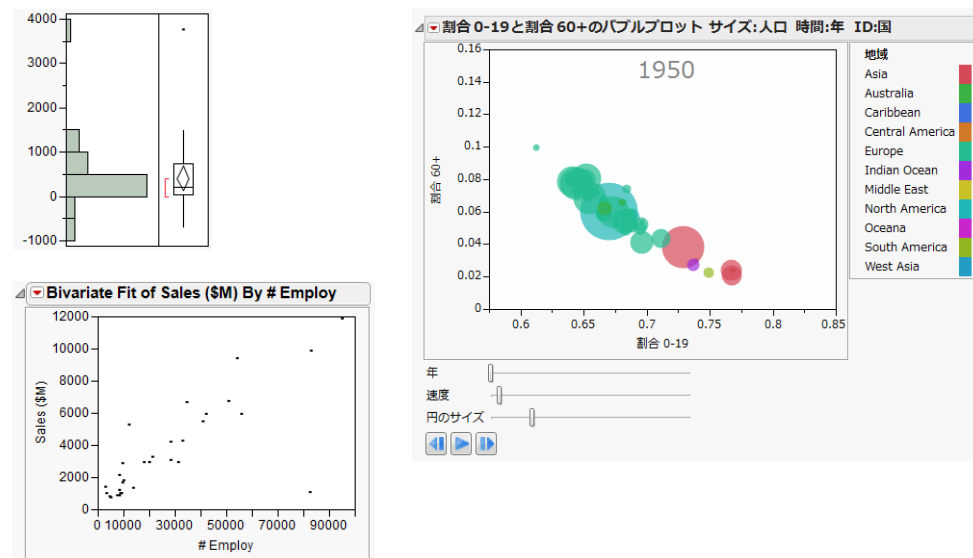 4000
3000
2000
1000
0
-1000
Bivariate Fit of Sales ($M) By # Employ
12000
10000
8000
6000
4000
2000
0
Sales ($M)
0 10000 30000 50000 70000 90000
# Employ
割合 0-19と割合 60+のバブルプロット サイズ:人口 時間:年 ID:国
1950
0.16
0.14
0.12
0.1
0.08
0.06
0.04
0.02
0
割合 60+
0.6 0.65 0.7 0.75 0.8 0.85
割合 0-19
年
速度
円のサイズ
地域
Asia
Australia
Caribbean
Central America
Europe
Indian Ocean
Middle East
North America
Oceana
South America
West Asia